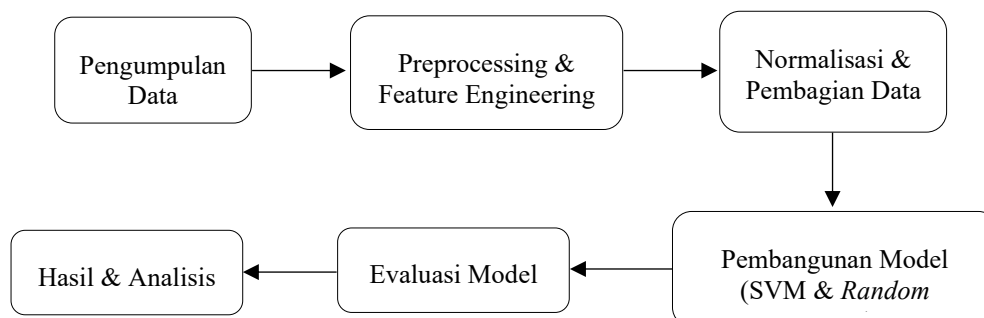 Pengumpulan
Data
Preprocessing &
Feature Engineering
Normalisasi &
Pembagian Data
Pembangunan Model
(SVM & Random
Evaluasi Model
Hasil & Analisis